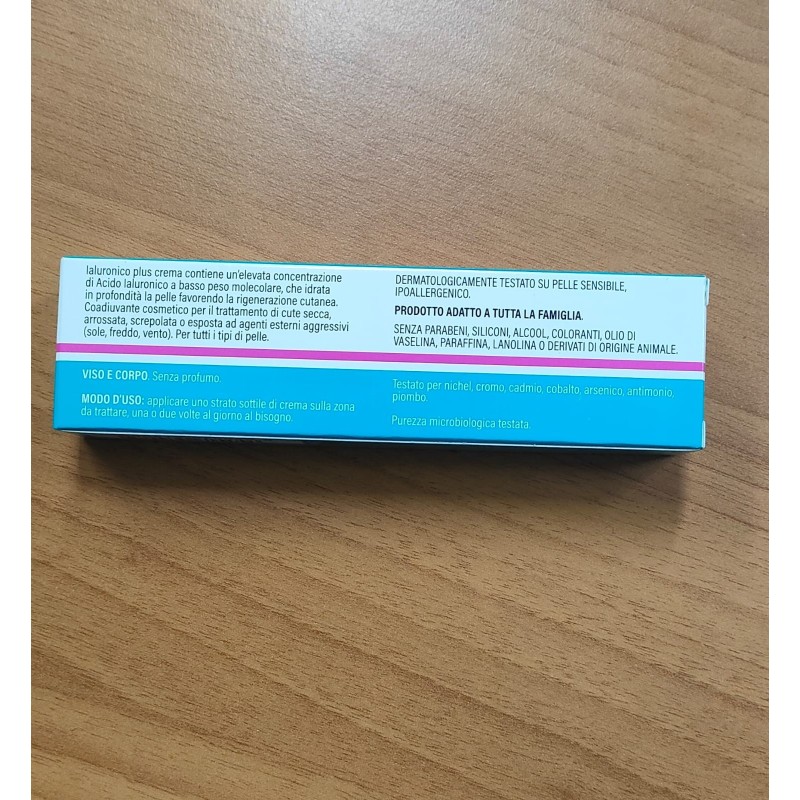 Ialuronico plus crema contiene un'elevata concentrazione
di Acido Ialuronico a basso peso molecolare, che idrata
in profondità la pelle favorendo la rigenerazione cutanea.
Coadiuvante cosmetico per il trattamento di cute secca,
arrossata, screpolata o esposta ad agenti esterni aggressivi
(sole, freddo, vento). Per tutti i tipi di pelle.
VISO E CORPO. Senza profumo.
MODO D'USO: applicare uno strato sottile di crema sulla zona
da trattare, una o due volte al giorno al bisogno.
DERMATOLOGICAMENTE TESTATO SU PELLE SENSIBILE,
IPOALLERGENICO.
PRODOTTO ADATTO A TUTTA LA FAMIGLIA.
SENZA PARABENI, SILICONI, ALCOOL, COLORANTI, OLIO DI
VASELINA, PARAFFINA, LANOLINA O DERIVATI DI ORIGINE ANIMALE.
Testato per nichel, cromo, cadmio, cobalto, arsenico, antimonio,
piombo.
Purezza microbiologica testata.